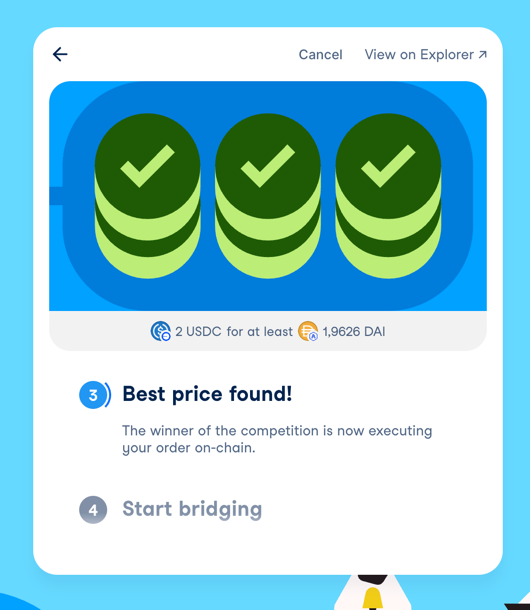 Cancel
View on Explorer ↗
2 USDC for at least 1,9626 DAI
3 Best price found!
The winner of the competition is now executing
your order on-chain.
4 Start bridging